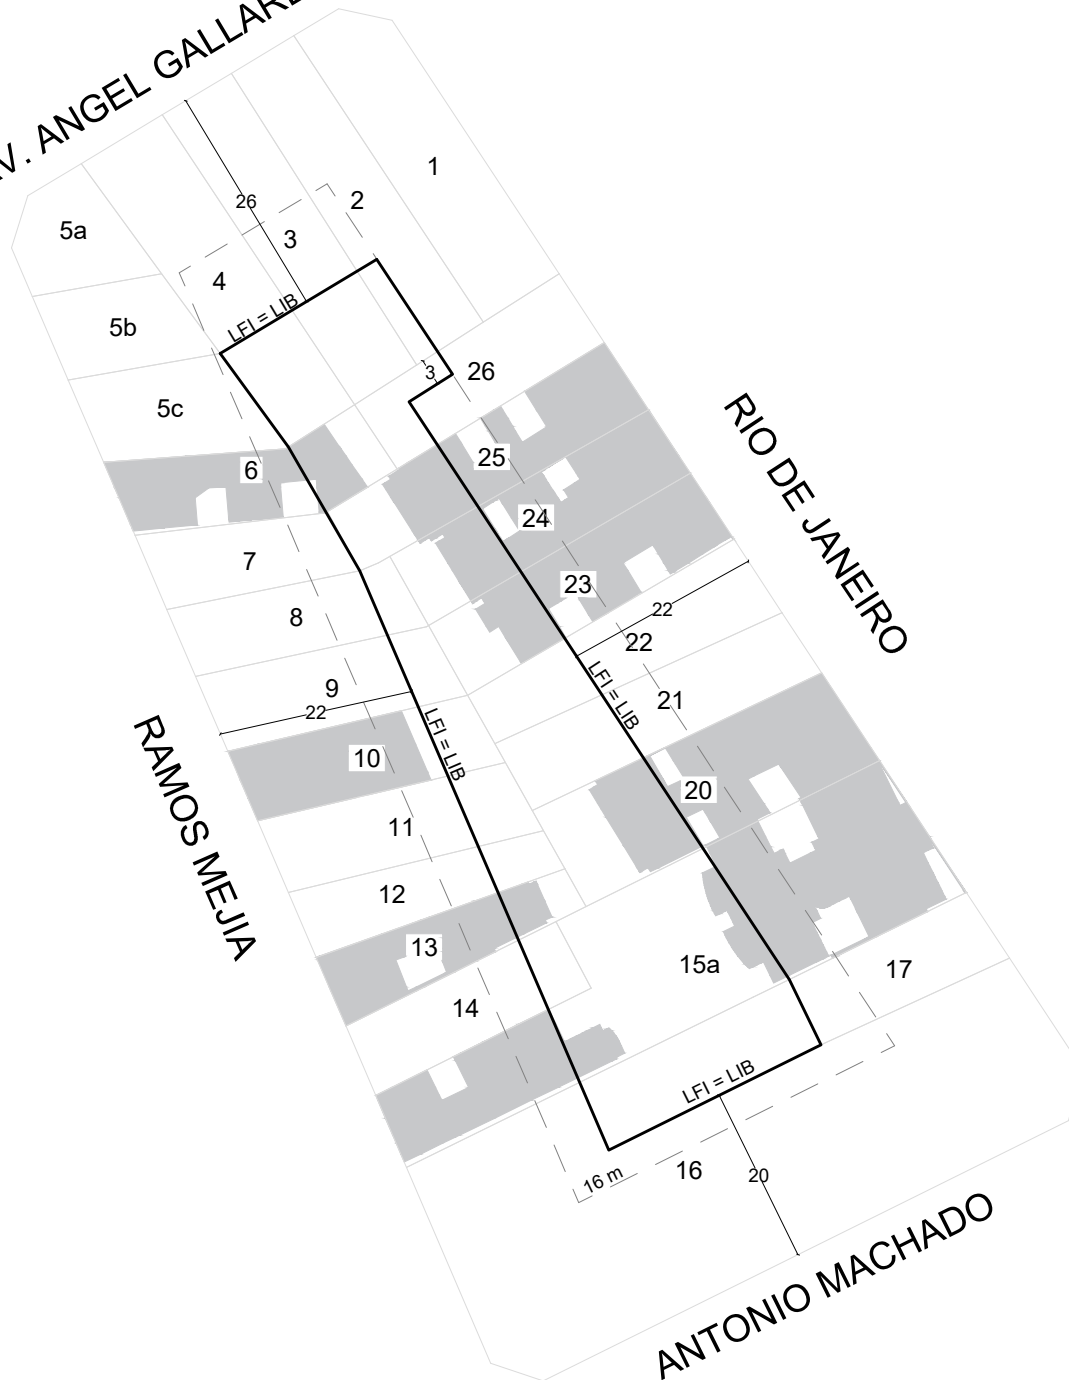 V. ANGEL GALLARD
1
2
26
3
5a
4
LFI = LIB
5b
3
26
5c
RIO DE JANEIRO
25
6
24
7
23
22
8
22
LFI = LIB
9
21
22
RAMOS MEJIA
LFI = LIB
10
20
11
12
13
15a
17
14
LFI = LIB
16 m
16
20
ANTONIO MACHADO